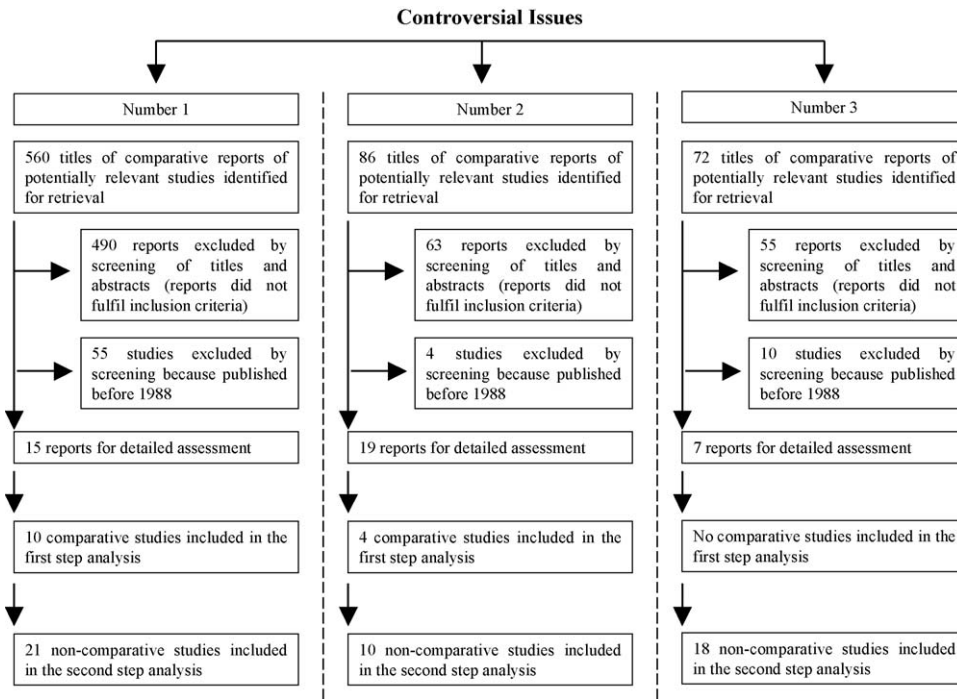 Controversial Issues
Number 1
560 titles of comparative reports of
potentially relevant studies identified
for retrieval
490 reports excluded by
screening of titles and
abstracts (reports did not
fulfil inclusion criteria)
55 studies excluded by
screening because published
before 1988
15 reports for detailed assessment
10 comparative studies included in the
first step analysis
21 non-comparative studies included
in the second step analysis
Number 2
86 titles of comparative reports of
potentially relevant studies identified
for retrieval
63 reports excluded by
screening of titles and
abstracts (reports did not
fulfil inclusion criteria)
4 studies excluded by
screening because published
before 1988
19 reports for detailed assessment
4 comparative studies included in the
first step analysis
10 non-comparative studies included
in the second step analysis
Number 3
72 titles of comparative reports of
potentially relevant studies identified
for retrieval
55 reports excluded by
screening of titles and
abstracts (reports did not
fulfil inclusion criteria)
10 studies excluded by
screening because published
before 1988
7 reports for detailed assessment
No comparative studies included in the
first step analysis
18 non-comparative studies included
in the second step analysis